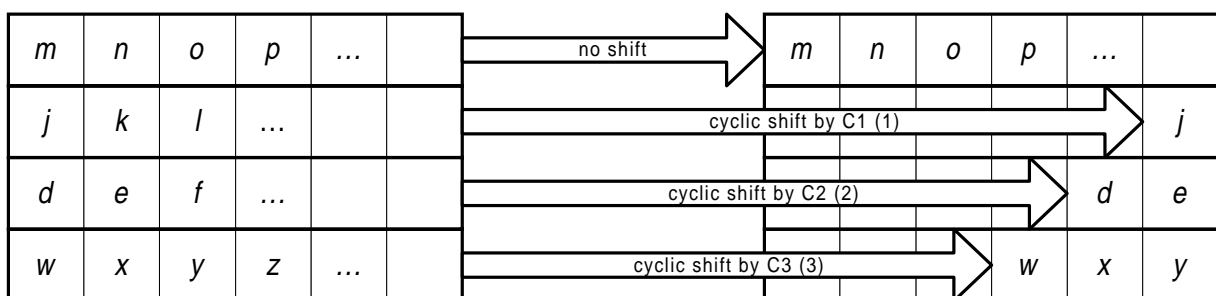 m n o p ... no shift m n o p ...
j k l ... cyclic shift by C1 (1) j
d e f ... cyclic shift by C2 (2) d e
w x y z ... cyclic shift by C3 (3) w x y